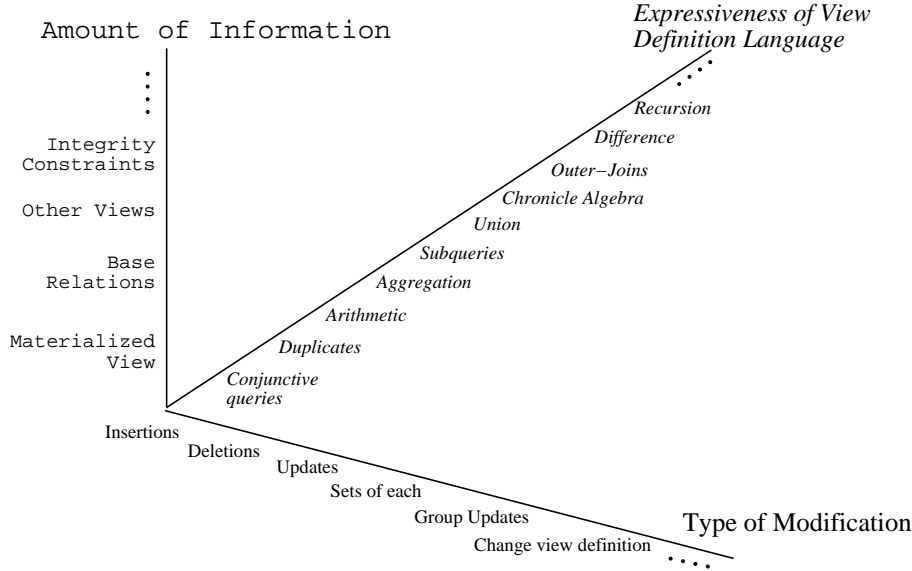 Amount of Information
Integrity
Constraints
Other Views
Base
Relations
Materialized
View
Expressiveness of View
Definition Language
Recursion
Difference
Outer–Joins
Chronicle Algebra
Union
Subqueries
Aggregation
Arithmetic
Duplicates
Conjunctive
queries
Insertions
Deletions
Updates
Sets of each
Group Updates
Change view definition
Type of Modification